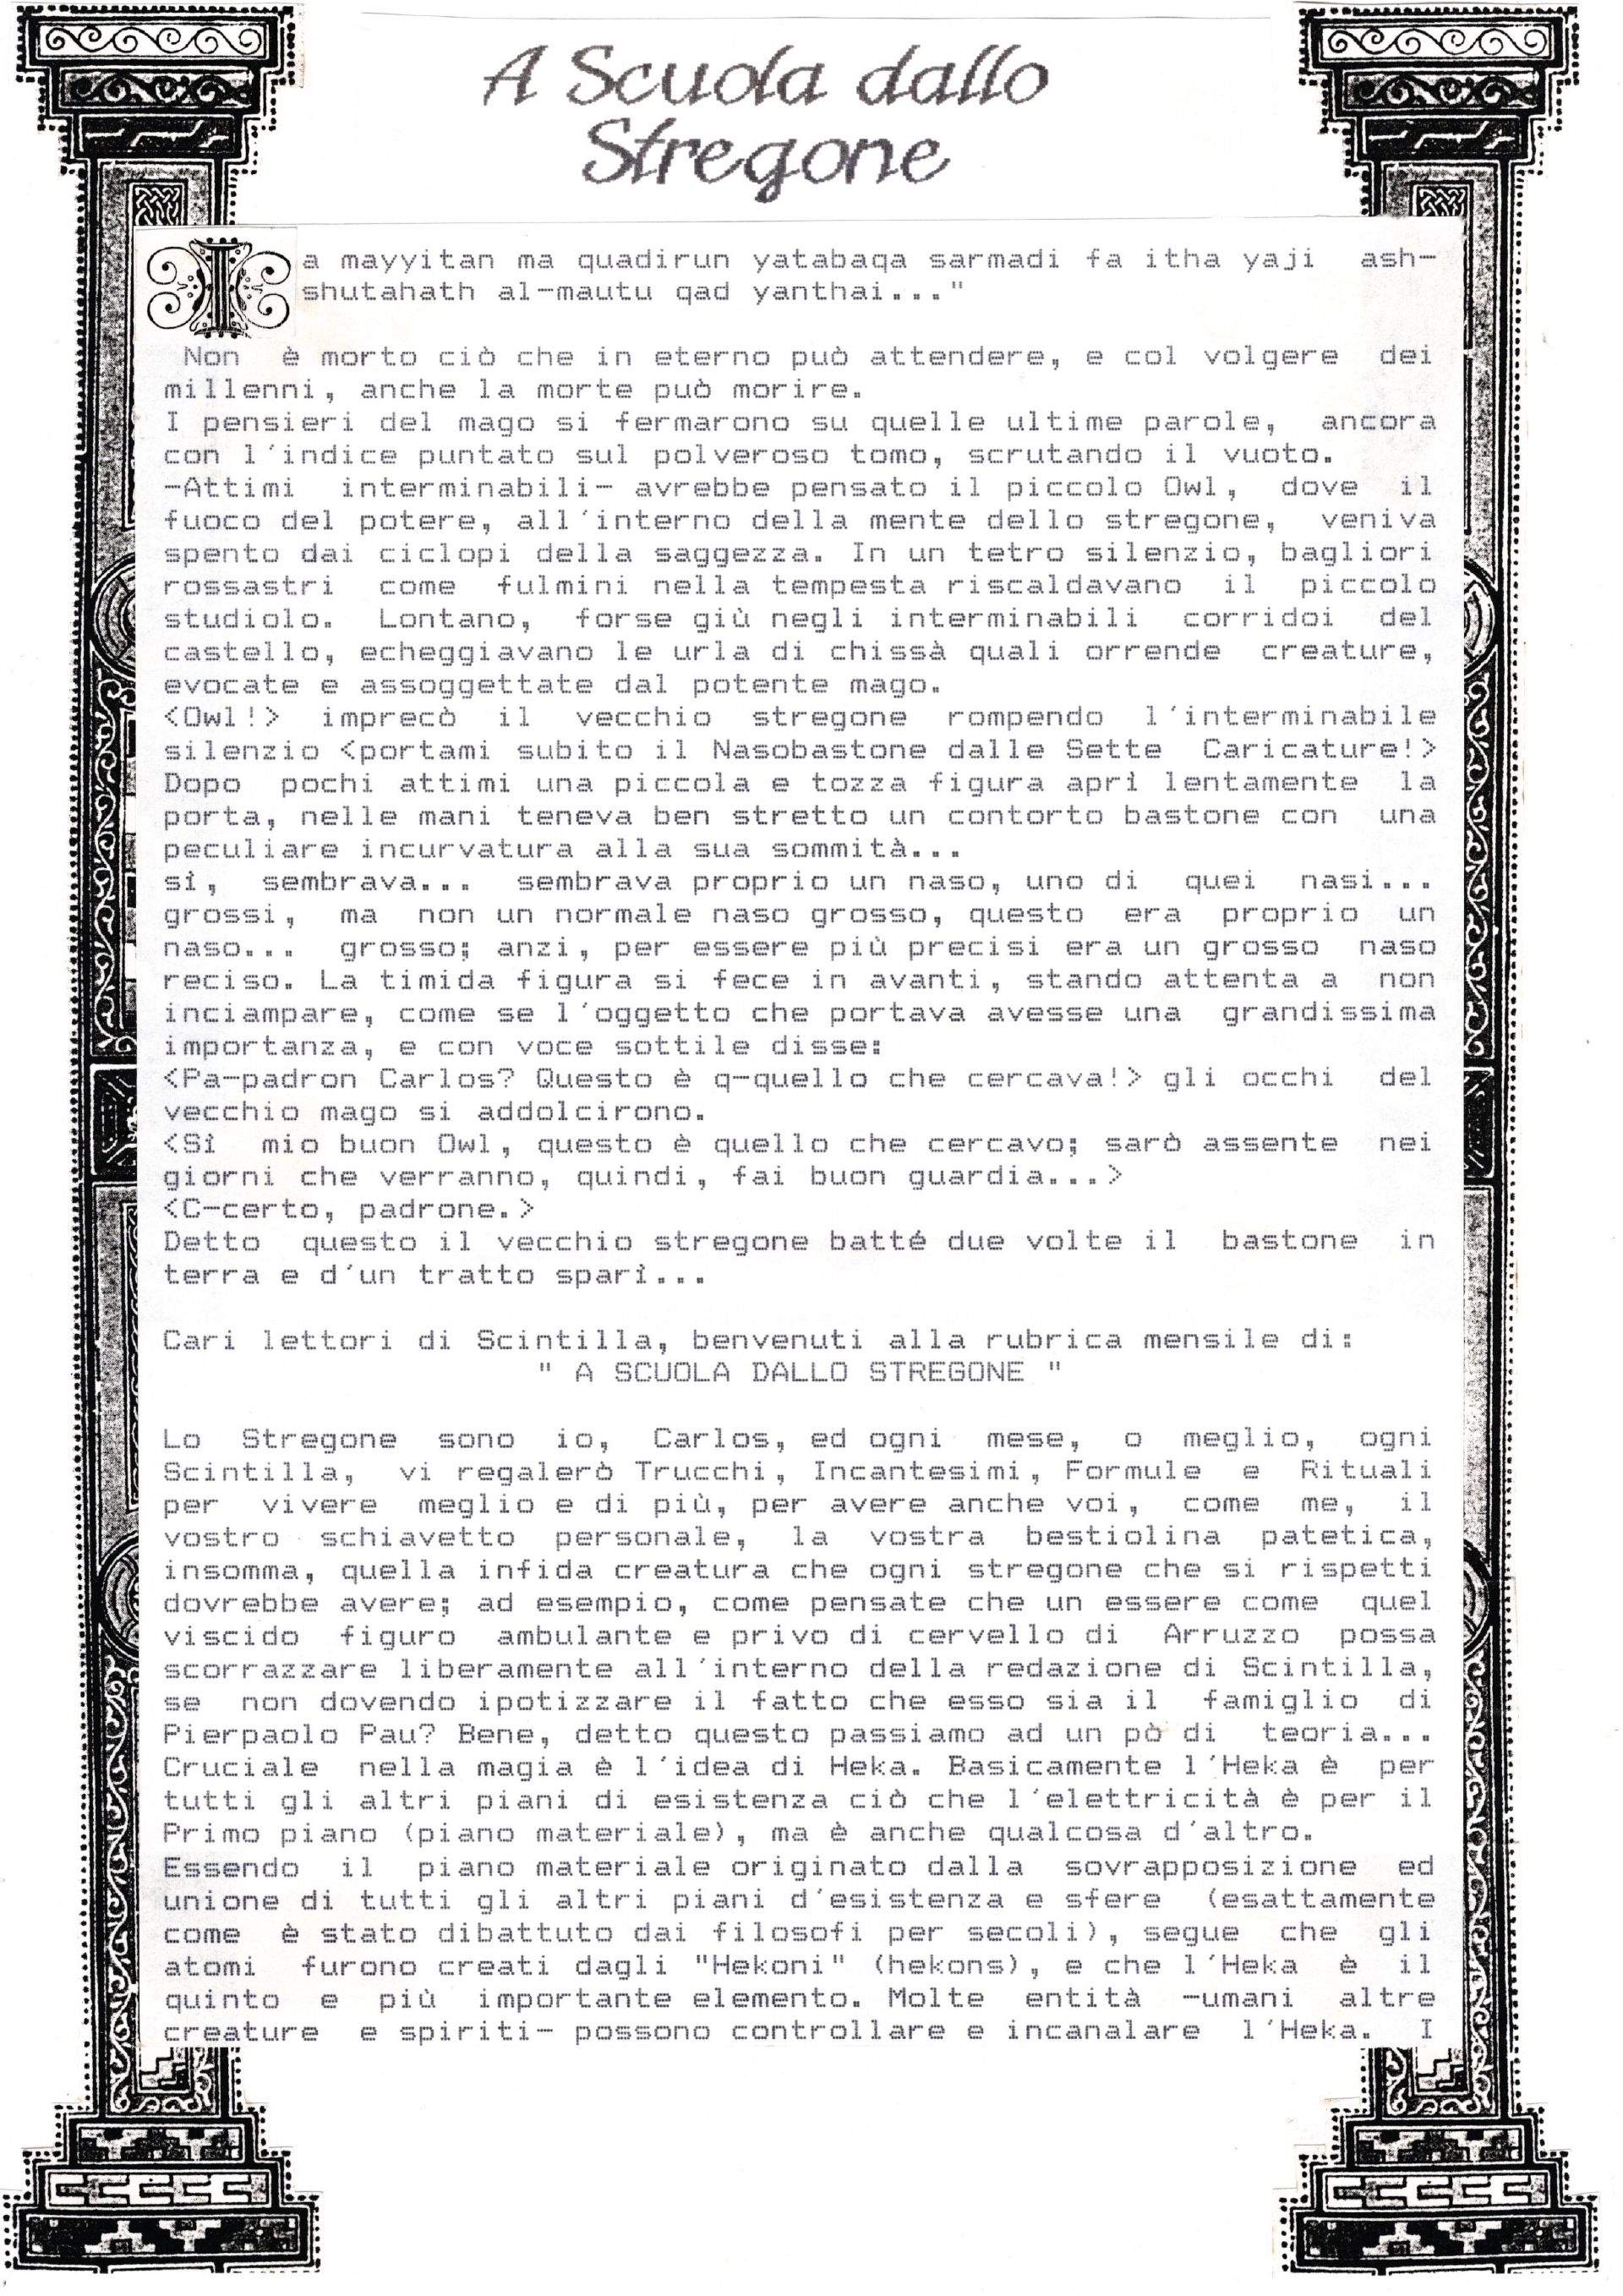 A Scuola dallo
Stregone
Ia mayyitan ma quadirun yatabaqa sarmadi fa itha yaji ash-
shutahath al-mautu qad yanthai..."
Non è morto ciò che in eterno può attendere, e col volgere dei
millenni, anche la morte può morire.
I pensieri del mago si fermarono su quelle ultime parole, ancora
con l'indice puntato sul polveroso tomo, scrutando il vuoto.
-Attimi interminabili- avrebbe pensato il piccolo Owl, dove il
fuoco del potere, all'interno della mente dello stregone, veniva
spento dai ciclopi della saggezza. In un tetro silenzio, bagliori
rossastri come fulmini nella tempesta riscaldavano il piccolo
studiolo. Lontano, forse giù negli interminabili corridoi del
castello, echeggiavano le urla di chissà quali orrende creature,
evocate e assoggettate dal potente mago.
<Owl!> imprecò il vecchio stregone rompendo l'interminabile
silenzio <portami subito il Nasobastone dalle Sette Caricature!>
Dopo pochi attimi una piccola e tozza figura aprì lentamente la
porta, nelle mani teneva ben stretto un contorto bastone con una
peculiare incurvatura alla sua sommità...
sì, sembrava... sembrava proprio un naso, uno di quei nasi...
grossi, ma non un normale naso grosso, questo era proprio un
naso... grosso; anzi, per essere più precisi era un grosso naso
reciso. La timida figura si fece in avanti, stando attenta a non
inciampare, come se l'oggetto che portava avesse una grandissima
importanza, e con voce sottile disse:
<Pa-padron Carlos? Questo è q-quello che cercava!> gli occhi del
vecchio mago si addolcirono.
<Sì mio buon Owl, questo è quello che cercavo; sarò assente nei
giorni che verranno, quindi, fai buon guardia...>
<C-certo, padrone.>
Detto questo il vecchio stregone batté due volte il bastone in
terra e d'un tratto sparì...
Cari lettori di Scintilla, benvenuti alla rubrica mensile di:
" A SCUOLA DALLO STREGONE "
Lo Stregone sono io, Carlos, ed ogni mese, o meglio, ogni
Scintilla, vi regalerò Trucchi, Incantesimi, Formule e Rituali
per vivere meglio e di più, per avere anche voi, come me, il
vostro schiavetto personale, la vostra bestiolina patetica,
insomma, quella infida creatura che ogni stregone che si rispetti
dovrebbe avere; ad esempio, come pensate che un essere come quel
viscido figuro ambulante e privo di cervello di Arruzzo possa
scorrazzare liberamente all'interno della redazione di Scintilla,
se non dovendo ipotizzare il fatto che esso sia il famiglio di
Pierpaolo Pau? Bene, detto questo passiamo ad un pò di teoria...
Cruciale nella magia è l'idea di Heka. Basicamente l'Heka è per
tutti gli altri piani di esistenza ciò che l'elettricità è per il
Primo piano (piano materiale), ma è anche qualcosa d'altro.
Essendo il piano materiale originato dalla sovrapposizione ed
unione di tutti gli altri piani d'esistenza e sfere (esattamente
come è stato dibattuto dai filosofi per secoli), segue che gli
atomi furono creati dagli "Hekoni" (hekons), e che l'Heka è il
quinto e più importante elemento. Molte entità -umani altre
creature e spiriti- possono controllare e incanalare l'Heka. I